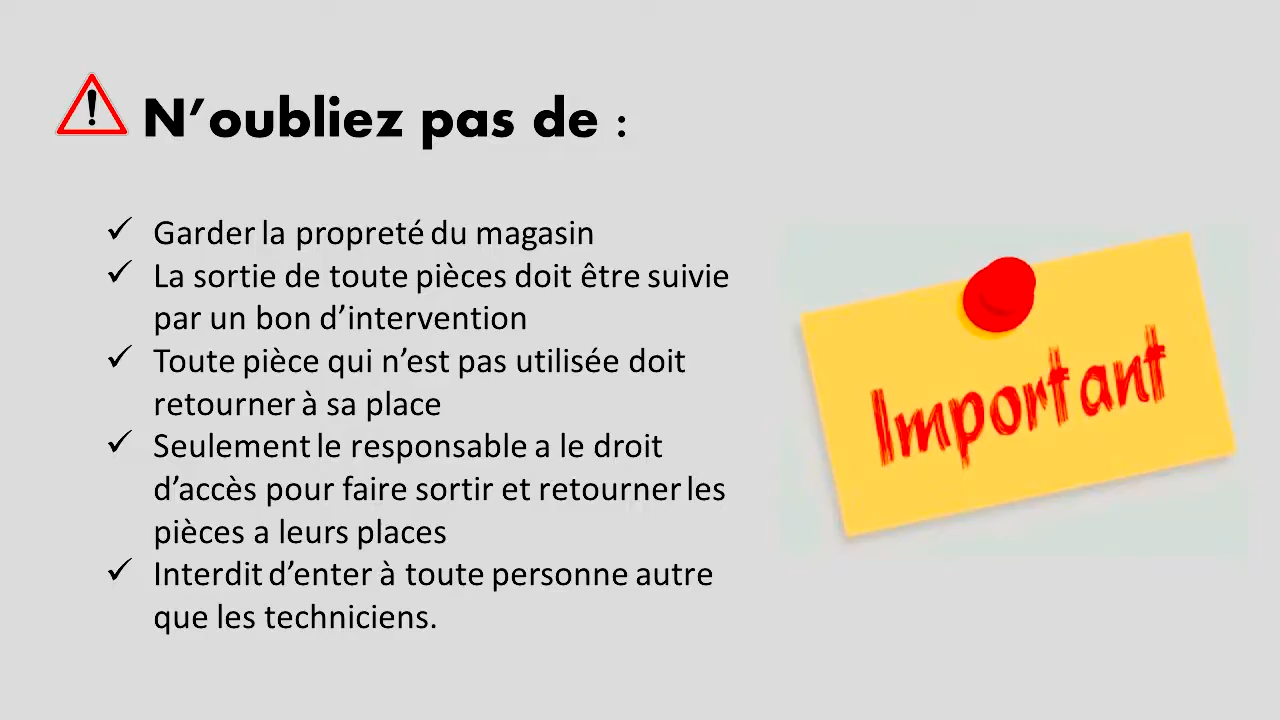 N’oubliez pas de :
✓ Garder la propreté du magasin
✓ La sortie de toute pièces doit être suivie
par un bon d’intervention
✓ Toute pièce qui n’est pas utilisée doit
retourner à sa place
✓ Seulement le responsable a le droit
d’accès pour faire sortir et retourner les
pièces a leurs places
✓ Interdit d’enter à toute personne autre
que les techniciens.
Important